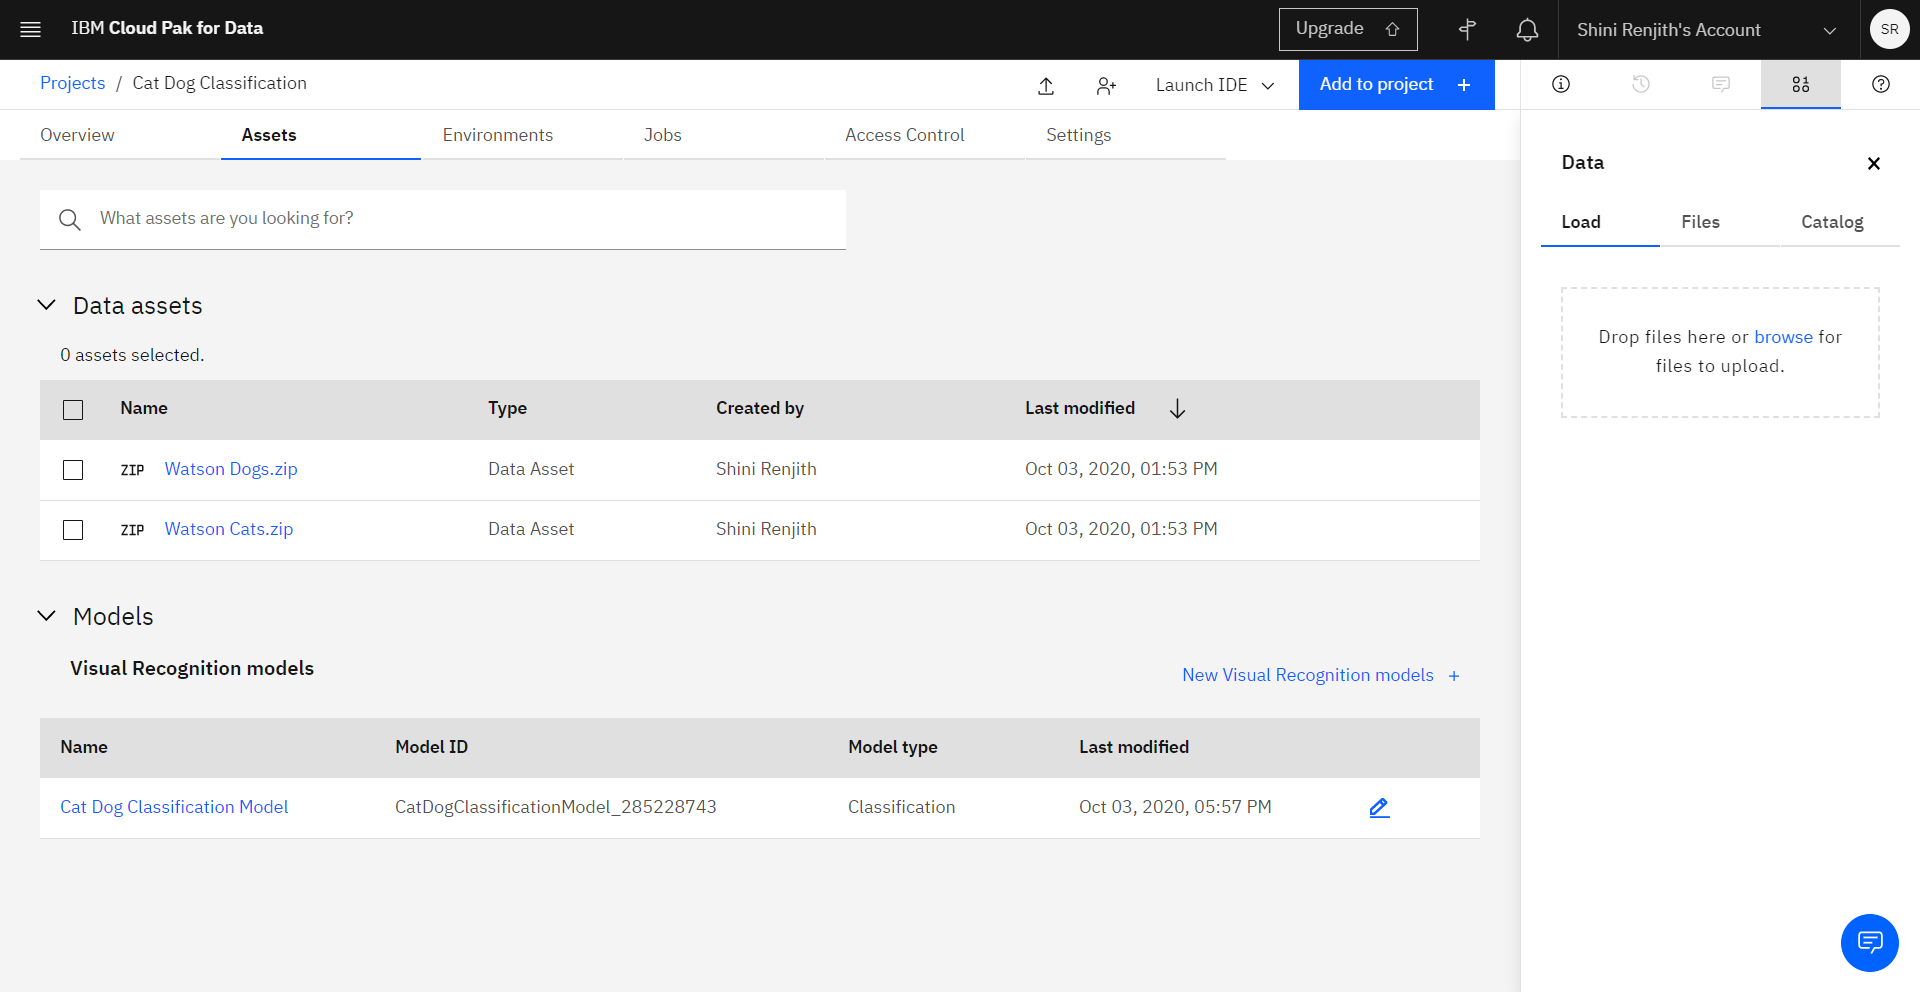 IBM Cloud Pak for Data
Upgrade
Shini Renjith's Account
SR
Projects / Cat Dog Classification
Launch IDE
Add to project +
Overview
Assets
Environments
Jobs
Access Control
Settings
What assets are you looking for?
Data assets
0 assets selected.
Name Type Created by Last modified
ZIP Watson Dogs.zip Data Asset Shini Renjith Oct 03, 2020, 01:53 PM
ZIP Watson Cats.zip Data Asset Shini Renjith Oct 03, 2020, 01:53 PM
Models
Visual Recognition models
New Visual Recognition models +
Name Model ID Model type Last modified
Cat Dog Classification Model CatDogClassificationModel_285228743 Classification Oct 03, 2020, 05:57 PM
Data
Load Files Catalog
Drop files here or browse for
files to upload.